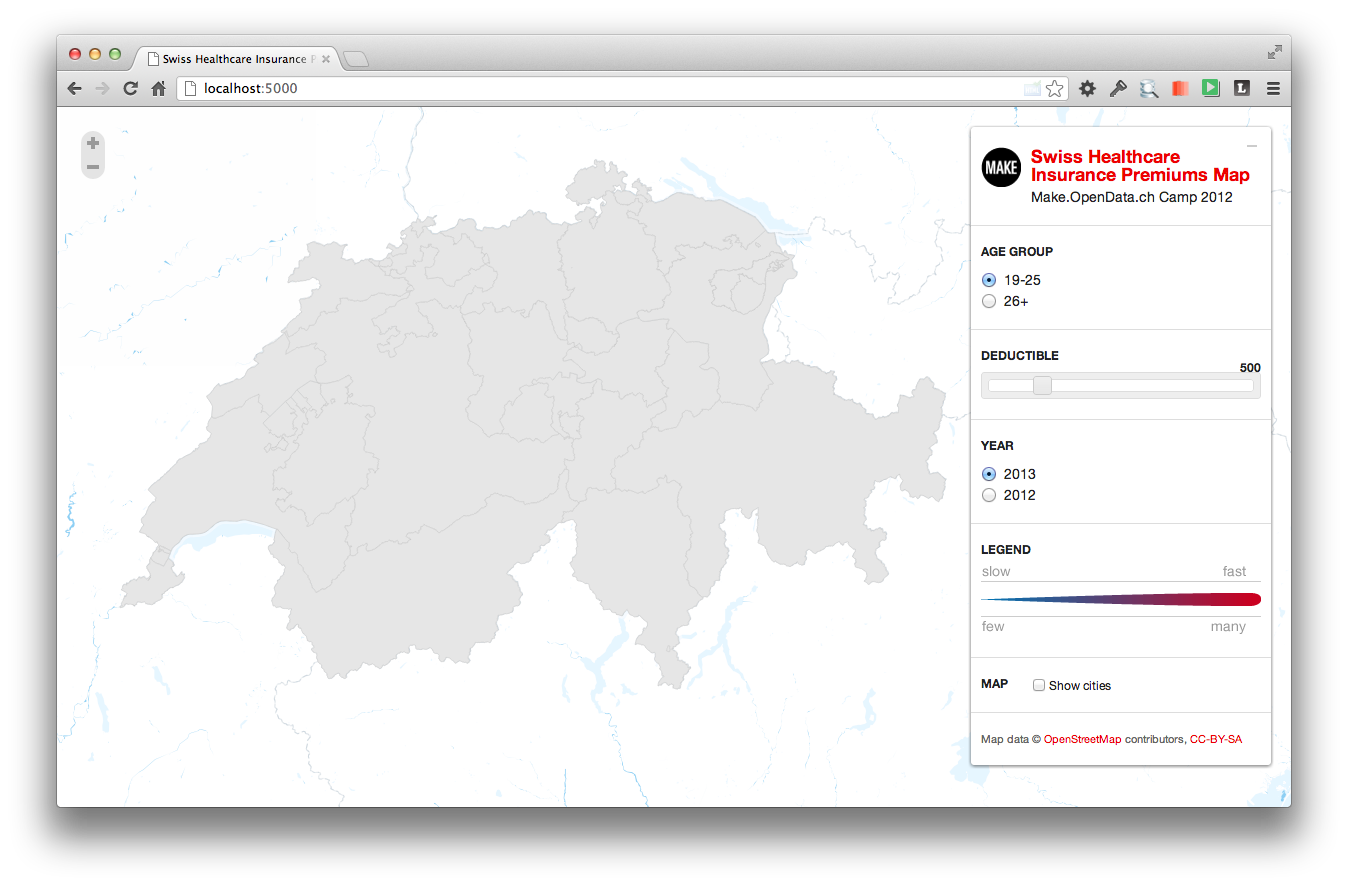 Swiss Healthcare Insurance P
localhost:5000
L
+
−
MAKE
Swiss Healthcare
Insurance Premiums Map
Make.OpenData.ch Camp 2012
AGE GROUP
19-25
26+
DEDUCTIBLE
500
YEAR
2013
2012
LEGEND
slow fast
few many
MAP Show cities
Map data © OpenStreetMap contributors, CC-BY-SA